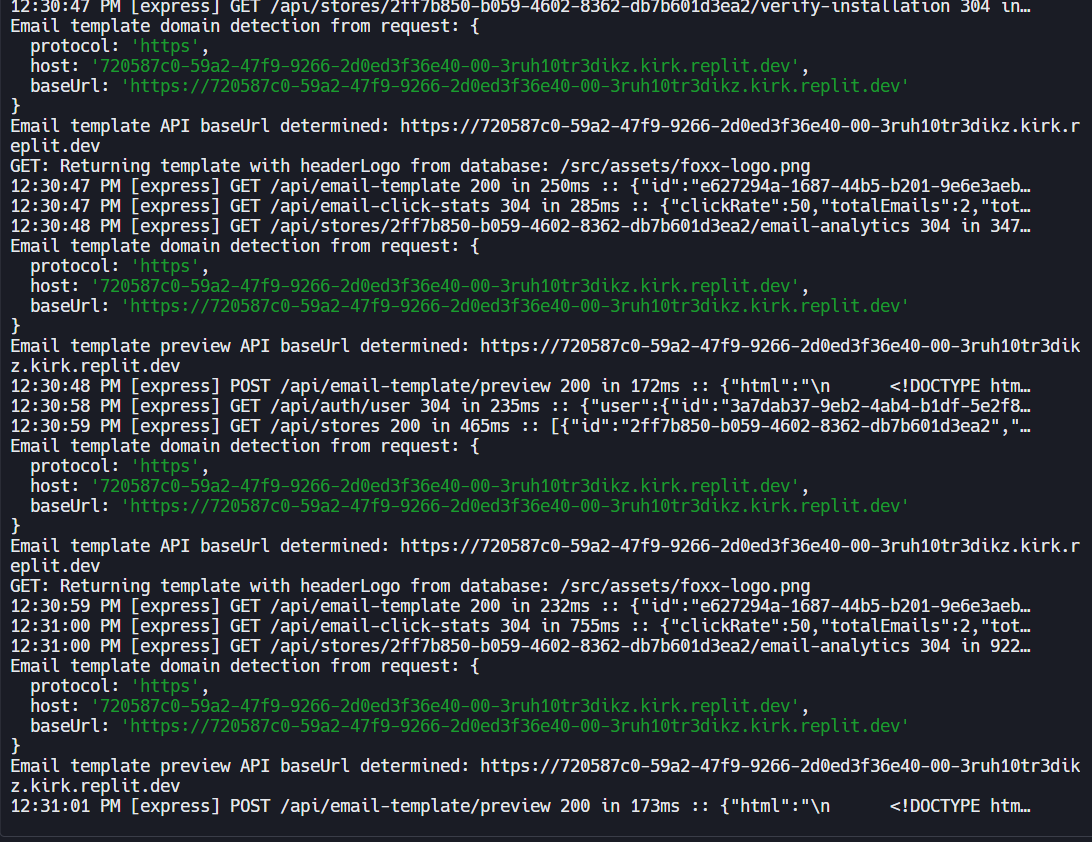 12:30:47 PM [express] GET /api/stores/2ff7b850-b059-4602-8362-db7b601d3ea2/verify-installation 304 in…
Email template domain detection from request: {
  protocol: 'https',
  host: '720587c0-59a2-47f9-9266-2d0ed3f36e40-00-3ruh10tr3dikz.kirk.replit.dev',
  baseUrl: 'https://720587c0-59a2-47f9-9266-2d0ed3f36e40-00-3ruh10tr3dikz.kirk.replit.dev'
}
Email template API baseUrl determined: https://720587c0-59a2-47f9-9266-2d0ed3f36e40-00-3ruh10tr3dikz.kirk.r
eplit.dev
GET: Returning template with headerLogo from database: /src/assets/foxx-logo.png
12:30:47 PM [express] GET /api/email-template 200 in 250ms :: {"id":"e627294a-1687-44b5-b201-9e6e3aeb…
12:30:47 PM [express] GET /api/email-click-stats 304 in 285ms :: {"clickRate":50,"totalEmails":2,"tot…
12:30:48 PM [express] GET /api/stores/2ff7b850-b059-4602-8362-db7b601d3ea2/email-analytics 304 in 347…
Email template domain detection from request: {
  protocol: 'https',
  host: '720587c0-59a2-47f9-9266-2d0ed3f36e40-00-3ruh10tr3dikz.kirk.replit.dev',
  baseUrl: 'https://720587c0-59a2-47f9-9266-2d0ed3f36e40-00-3ruh10tr3dikz.kirk.replit.dev'
}
Email template preview API baseUrl determined: https://720587c0-59a2-47f9-9266-2d0ed3f36e40-00-3ruh10tr3dik
z.kirk.replit.dev
12:30:48 PM [express] POST /api/email-template/preview 200 in 172ms :: {"html":"\n      <!DOCTYPE htm…
12:30:58 PM [express] GET /api/auth/user 304 in 235ms :: {"user":{"id":"3a7dab37-9eb2-4ab4-b1df-5e2f8…
12:30:59 PM [express] GET /api/stores 200 in 465ms :: [{"id":"2ff7b850-b059-4602-8362-db7b601d3ea2","…
Email template domain detection from request: {
  protocol: 'https',
  host: '720587c0-59a2-47f9-9266-2d0ed3f36e40-00-3ruh10tr3dikz.kirk.replit.dev',
  baseUrl: 'https://720587c0-59a2-47f9-9266-2d0ed3f36e40-00-3ruh10tr3dikz.kirk.replit.dev'
}
Email template API baseUrl determined: https://720587c0-59a2-47f9-9266-2d0ed3f36e40-00-3ruh10tr3dikz.kirk.r
eplit.dev
GET: Returning template with headerLogo from database: /src/assets/foxx-logo.png
12:30:59 PM [express] GET /api/email-template 200 in 232ms :: {"id":"e627294a-1687-44b5-b201-9e6e3aeb…
12:31:00 PM [express] GET /api/email-click-stats 304 in 755ms :: {"clickRate":50,"totalEmails":2,"tot…
12:31:00 PM [express] GET /api/stores/2ff7b850-b059-4602-8362-db7b601d3ea2/email-analytics 304 in 922…
Email template domain detection from request: {
  protocol: 'https',
  host: '720587c0-59a2-47f9-9266-2d0ed3f36e40-00-3ruh10tr3dikz.kirk.replit.dev',
  baseUrl: 'https://720587c0-59a2-47f9-9266-2d0ed3f36e40-00-3ruh10tr3dikz.kirk.replit.dev'
}
Email template preview API baseUrl determined: https://720587c0-59a2-47f9-9266-2d0ed3f36e40-00-3ruh10tr3dik
z.kirk.replit.dev
12:31:01 PM [express] POST /api/email-template/preview 200 in 173ms :: {"html":"\n      <!DOCTYPE htm…